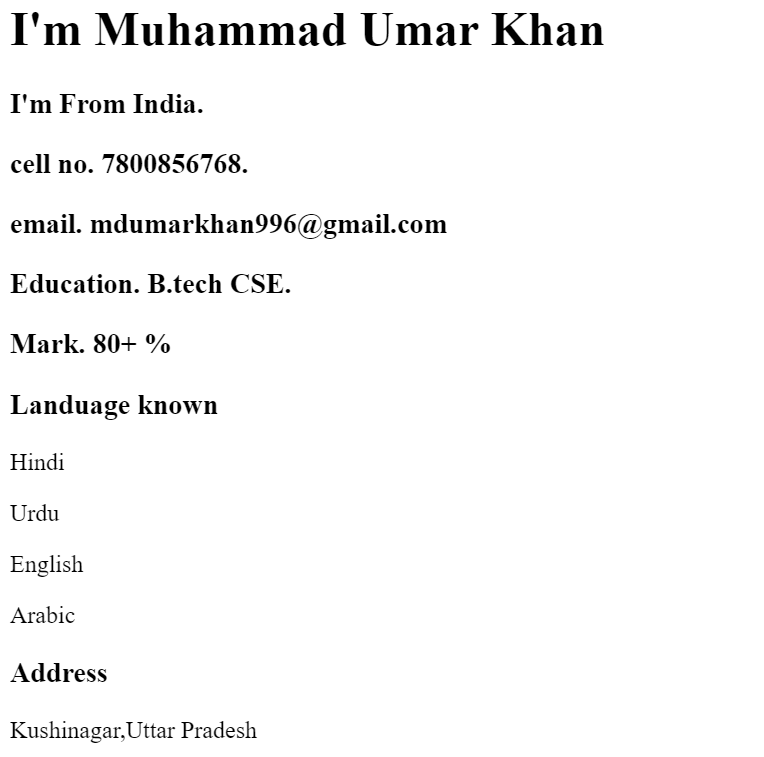 I'm Muhammad Umar Khan
I'm From India.
cell no. 7800856768.
email. mdumarkhan996@gmail.com
Education. B.tech CSE.
Mark. 80+ %
Landuage known
Hindi
Urdu
English
Arabic
Address
Kushinagar,Uttar Pradesh